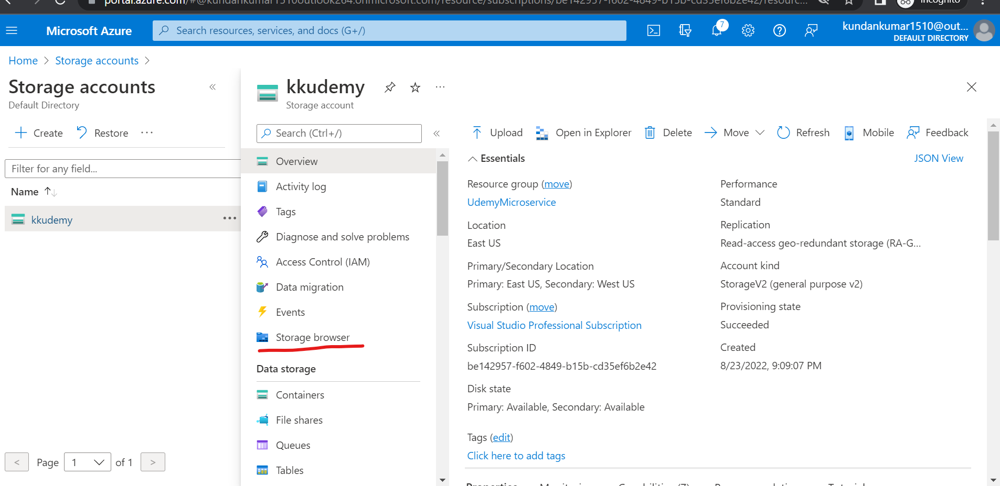 portal.azure.com/#@kundankumar1510outlook264.onmicrosoft.com/resource/subscriptions/be142957-f602-4849-b15b-cd35ef6b2e42/resourc...
Incognito
Microsoft Azure
Search resources, services, and docs (G+/)
7
kundankumar1510@out...
DEFAULT DIRECTORY
Home > Storage accounts >
Storage accounts
«
Default Directory
Create
Restore
...
Filter for any field...
Name ↑↓
kkudemy
...
< Page 1 of 1 >
kkudemy
...
Storage account
Search (Ctrl+/)
«
Overview
Activity log
Tags
Diagnose and solve problems
Access Control (IAM)
Data migration
Events
Storage browser
Data storage
Containers
File shares
Queues
Tables
Upload
Open in Explorer
Delete
Move
Refresh
Mobile
Feedback
Essentials
JSON View
Resource group (move)
UdemyMicroservice
Location
East US
Primary/Secondary Location
Primary: East US, Secondary: West US
Subscription (move)
Visual Studio Professional Subscription
Subscription ID
be142957-f602-4849-b15b-cd35ef6b2e42
Disk state
Primary: Available, Secondary: Available
Performance
Standard
Replication
Read-access geo-redundant storage (RA-G...
Account kind
StorageV2 (general purpose v2)
Provisioning state
Succeeded
Created
8/23/2022, 9:09:07 PM
Tags (edit)
Click here to add tags
Properties
Monitoring
Capabilities (7)
Recommendations
Tutorials